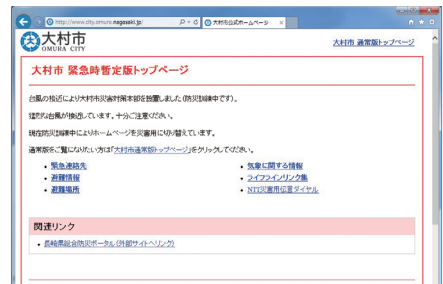 http://www.city.omura.nagasaki.jp/
大村市公式ホームページ
大村市
OMURA CITY
大村市 通常版トップページ
大村市 緊急時暫定版トップページ
台風の接近により大村市災害対策本部を設置しました(防災訓練中です)。
猛烈な台風が接近しています。十分ご注意ください。
現在防災訓練中によりホームページを災害用に切り替えています。
通常版をご覧になりたい方は「大村市通常版トップページ」をクリックしてください。
・緊急連絡先
・避難情報
・避難場所
・気象に関する情報
・ライフラインリンク集
・NTT災害用伝言ダイヤル
関連リンク
・長崎県総合防災ポータル(外部サイトへリンク)